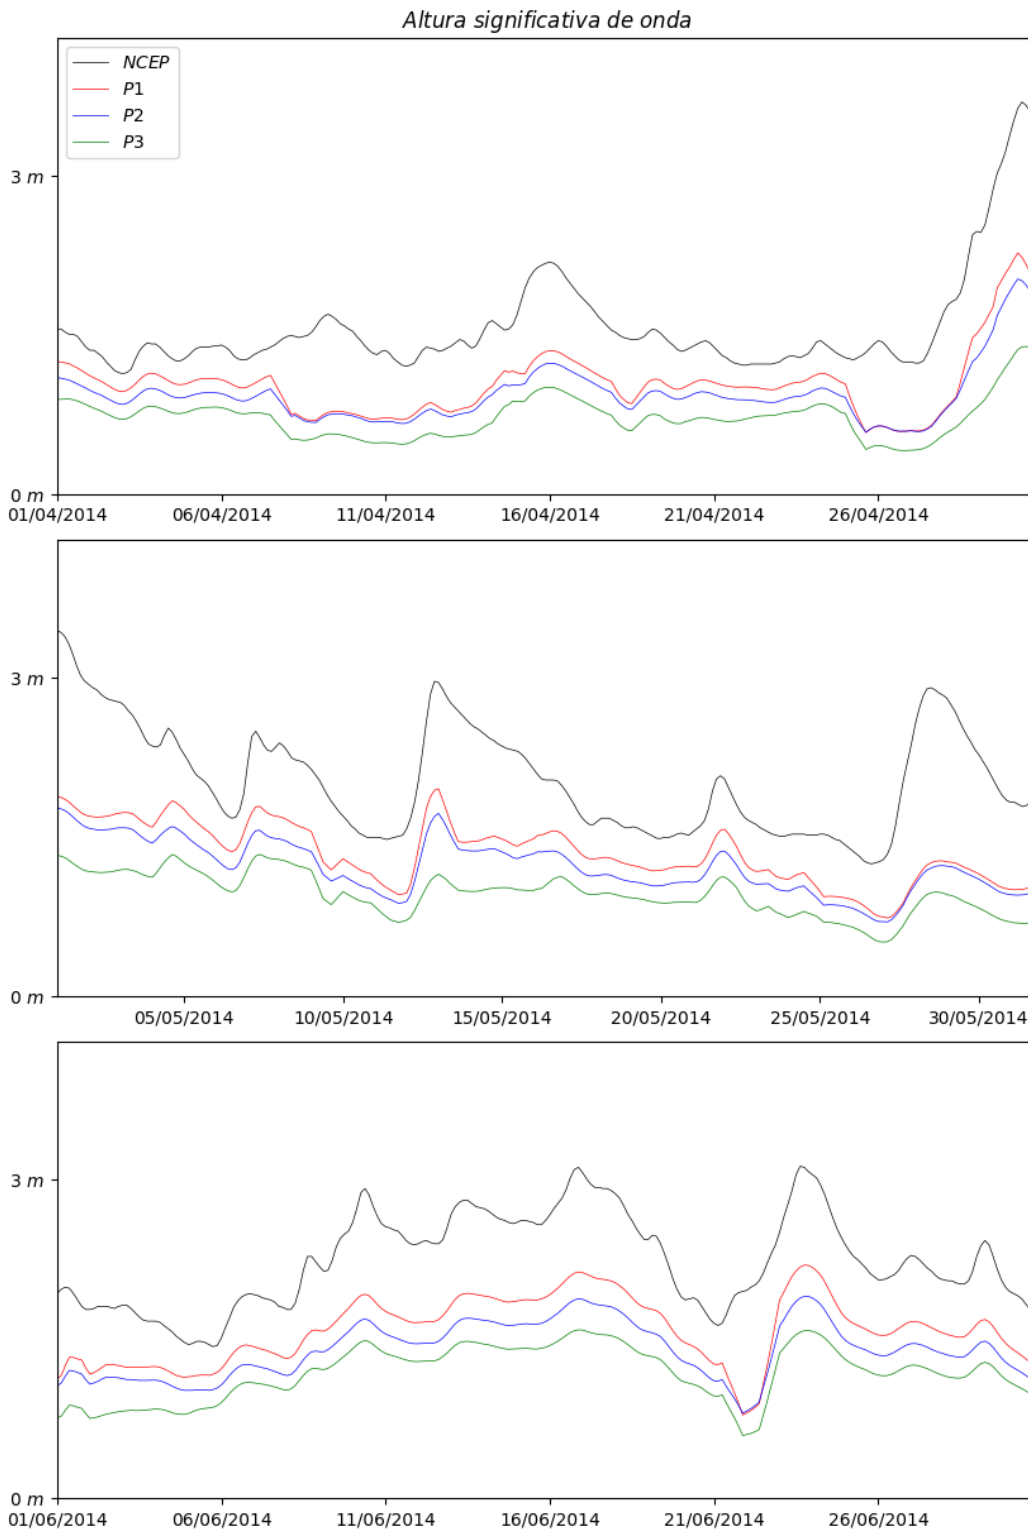 Altura significativa de onda
NCEP
P1
P2
P3
3 m
0 m
01/04/2014 06/04/2014 11/04/2014 16/04/2014 21/04/2014 26/04/2014
3 m
0 m
05/05/2014 10/05/2014 15/05/2014 20/05/2014 25/05/2014 30/05/2014
3 m
0 m
01/06/2014 06/06/2014 11/06/2014 16/06/2014 21/06/2014 26/06/2014